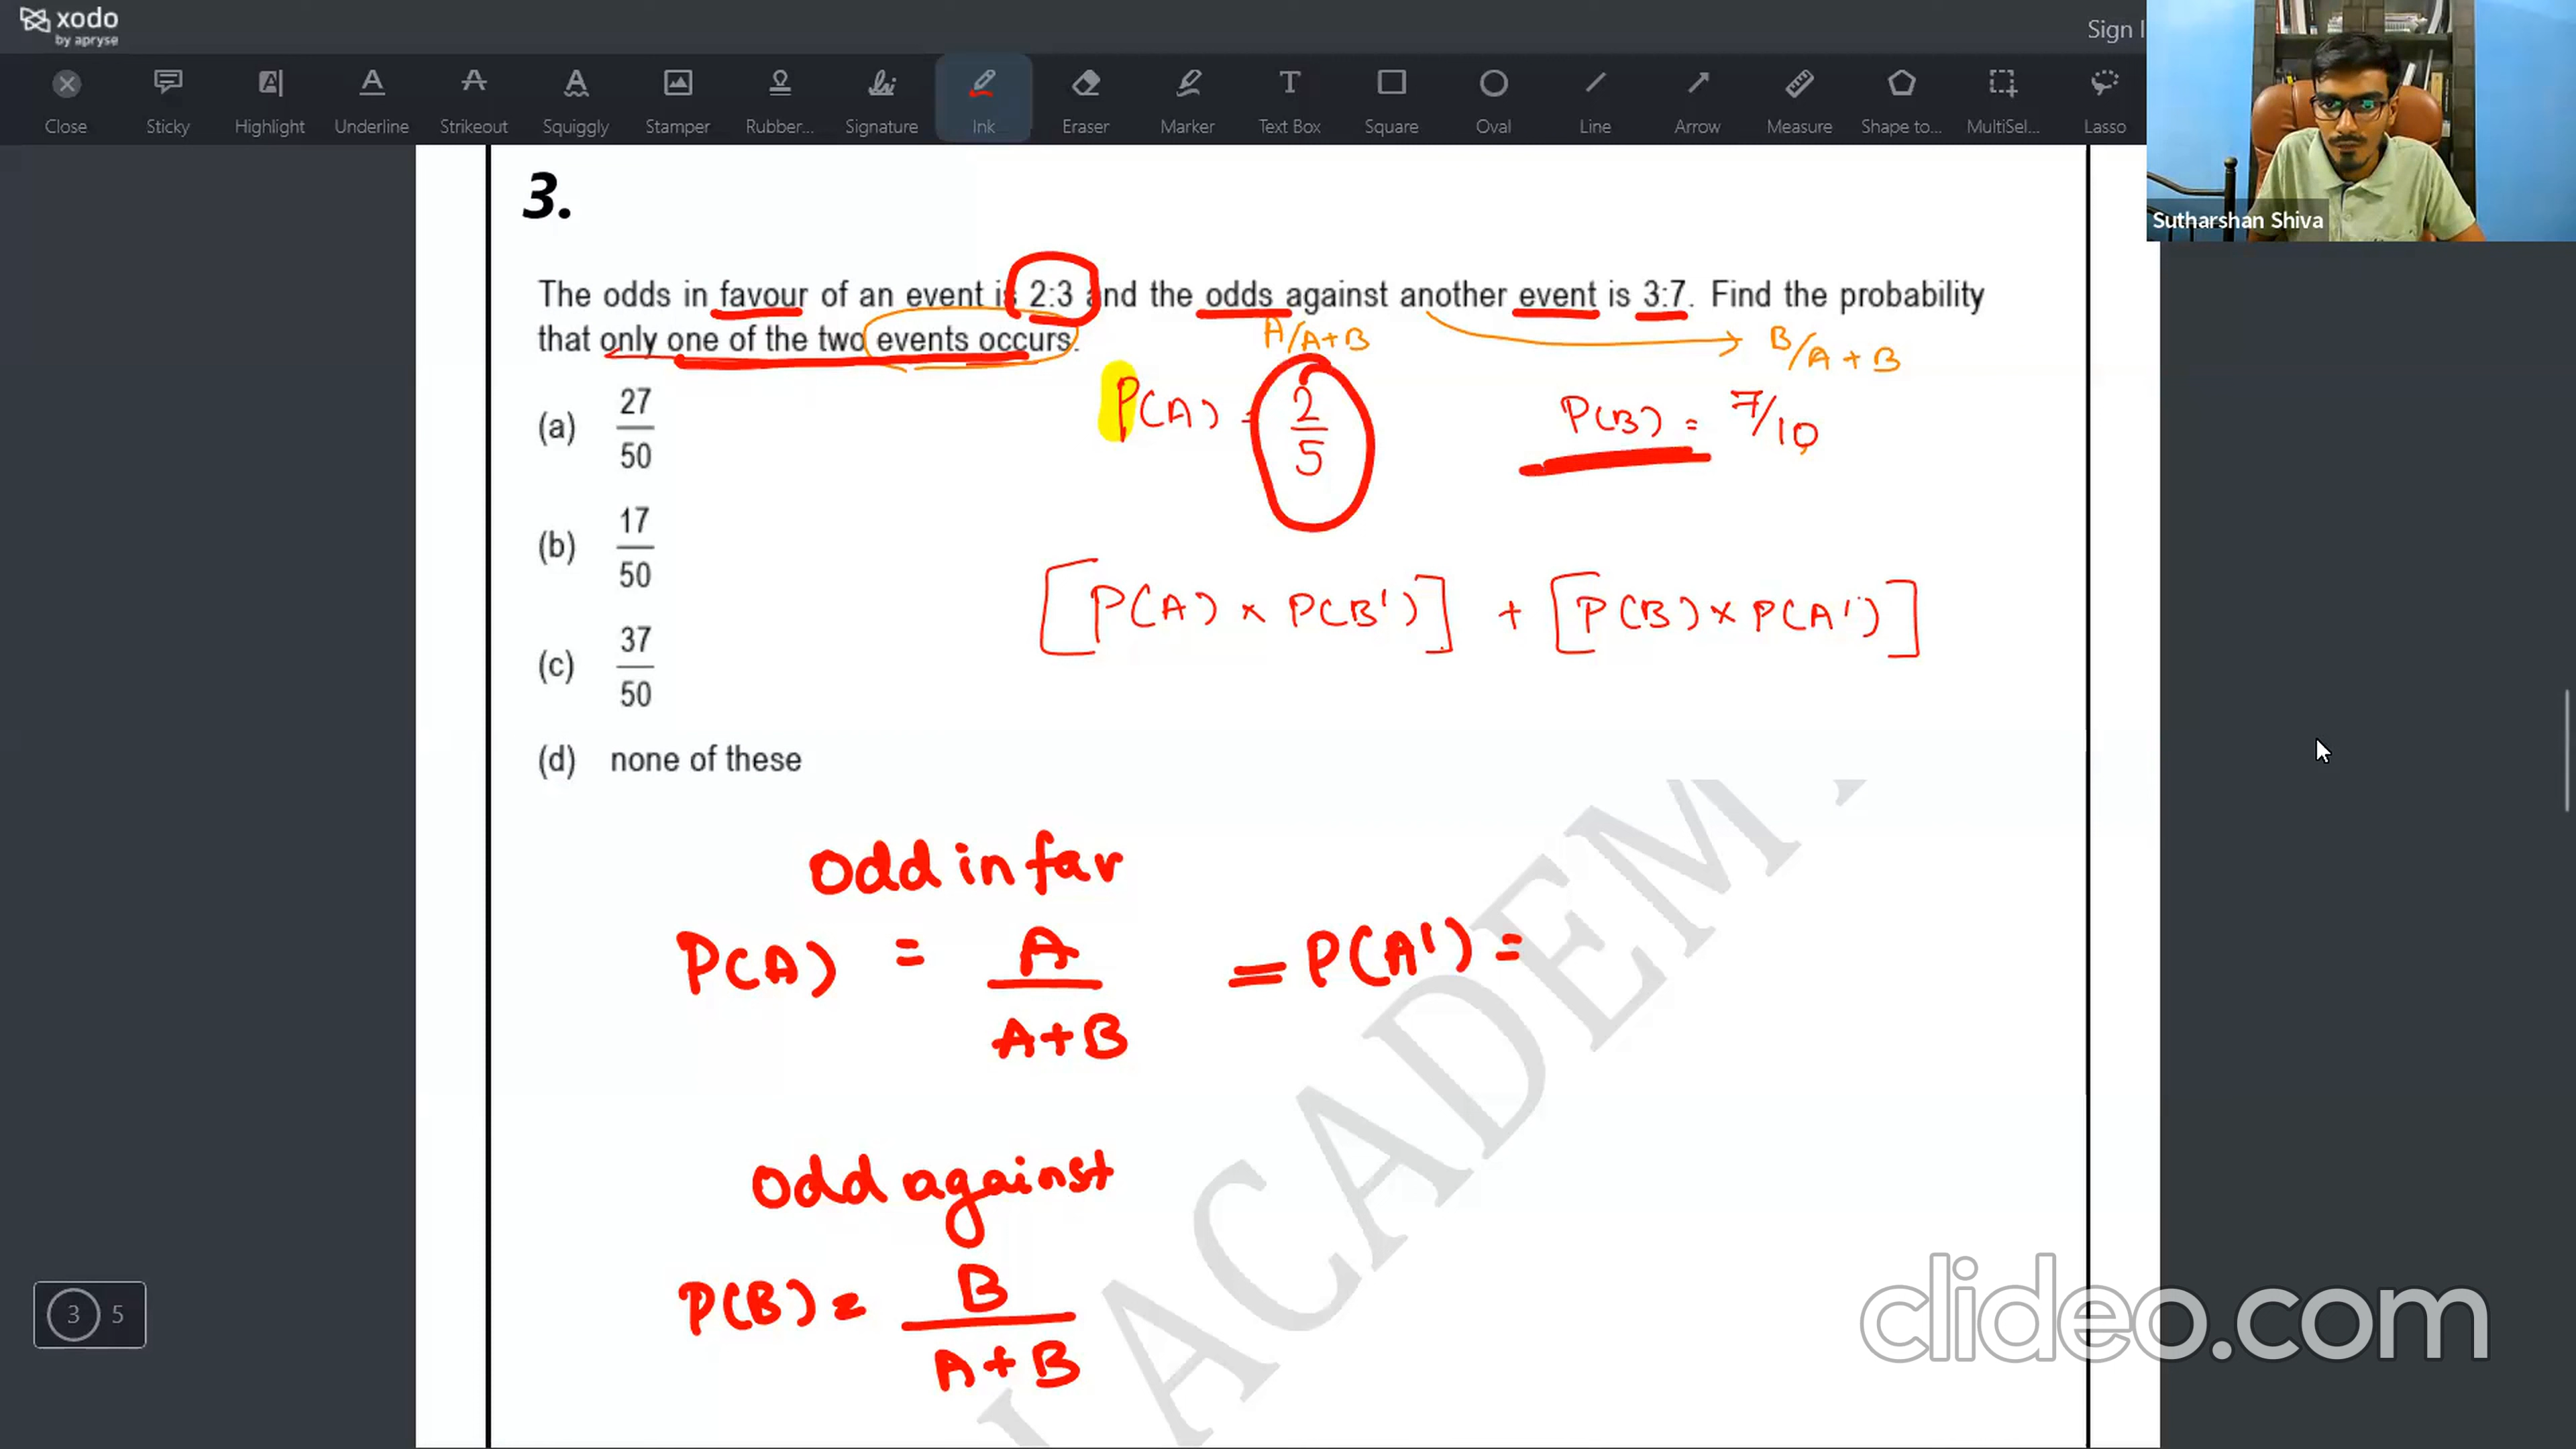 xodo
by apryse
Sign I
Close Sticky Highlight Underline Strikeout Squiggly Stamper Rubber... Signature Ink Eraser Marker Text Box Square Oval Line Arrow Measure Shape to... MultiSel... Lasso
Sutharshan Shiva
3.
The odds in favour of an event is 2:3 and the odds against another event is 3:7. Find the probability
that only one of the two events occurs.
A/A+B
B/A+B
P(A) = 2/5
P(B) = 7/10
(a) 27/50
(b) 17/50
(c) 37/50
(d) none of these
[P(A) × P(B')] + [P(B) × P(A')]
Odd in far
P(A) = A/A+B = P(A') =
Odd against
P(B) = B/A+B
ACADEM
3 5
clideo.com